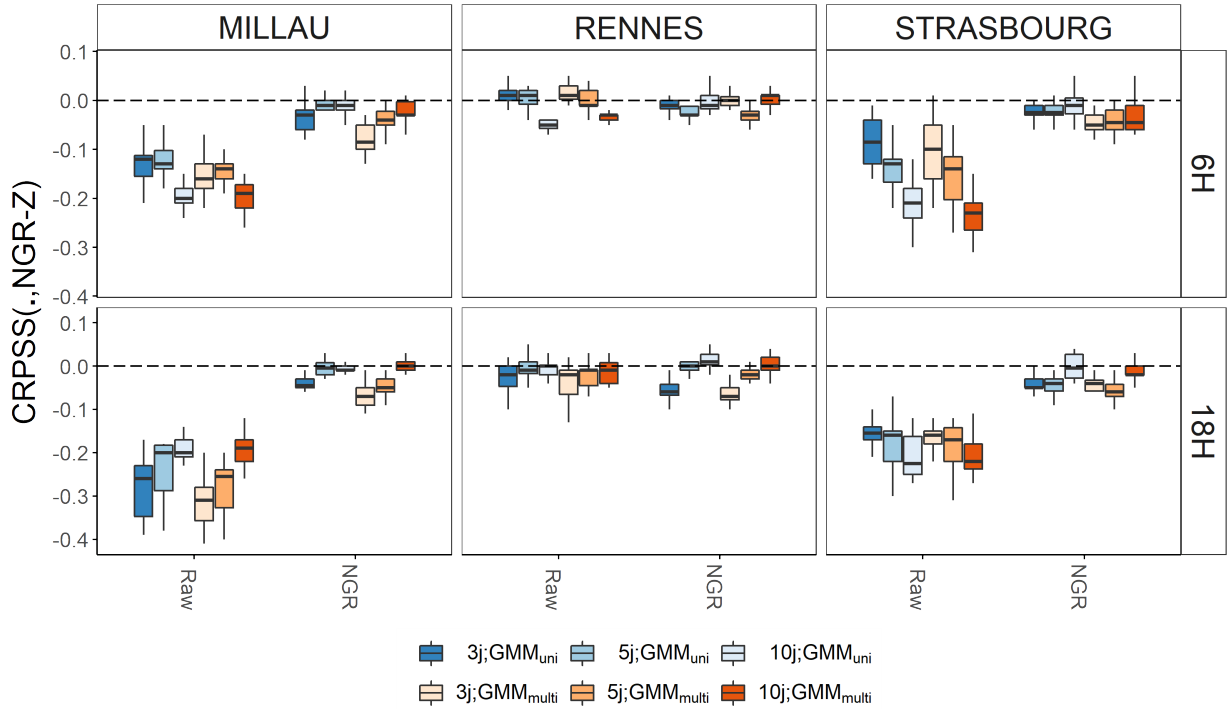 MILLAU RENNES STRASBOURG
CRPSS(.,NGR-Z)
0.1
0.0
-0.1
-0.2
-0.3
-0.4
6H
0.1
0.0
-0.1
-0.2
-0.3
-0.4
18H
Raw NGR Raw NGR Raw NGR
3j;GMMuni 5j;GMMuni 10j;GMMuni
3j;GMMmulti 5j;GMMmulti 10j;GMMmulti